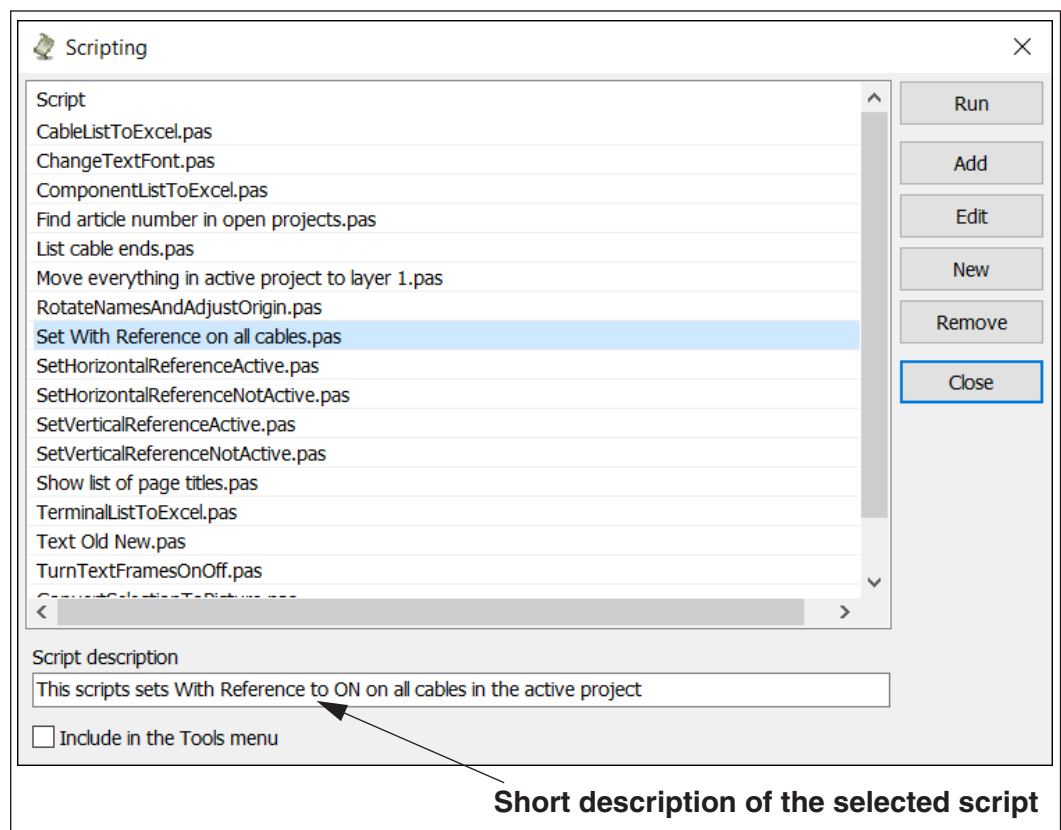 Scripting
Script
CableListToExcel.pas
ChangeTextFont.pas
ComponentListToExcel.pas
Find article number in open projects.pas
List cable ends.pas
Move everything in active project to layer 1.pas
RotateNamesAndAdjustOrigin.pas
Set With Reference on all cables.pas
SetHorizontalReferenceActive.pas
SetHorizontalReferenceNotActive.pas
SetVerticalReferenceActive.pas
SetVerticalReferenceNotActive.pas
Show list of page titles.pas
TerminalListToExcel.pas
Text Old New.pas
TurnTextFramesOnOff.pas
Run
Add
Edit
New
Remove
Close
Script description
This scripts sets With Reference to ON on all cables in the active project
Include in the Tools menu
Short description of the selected script